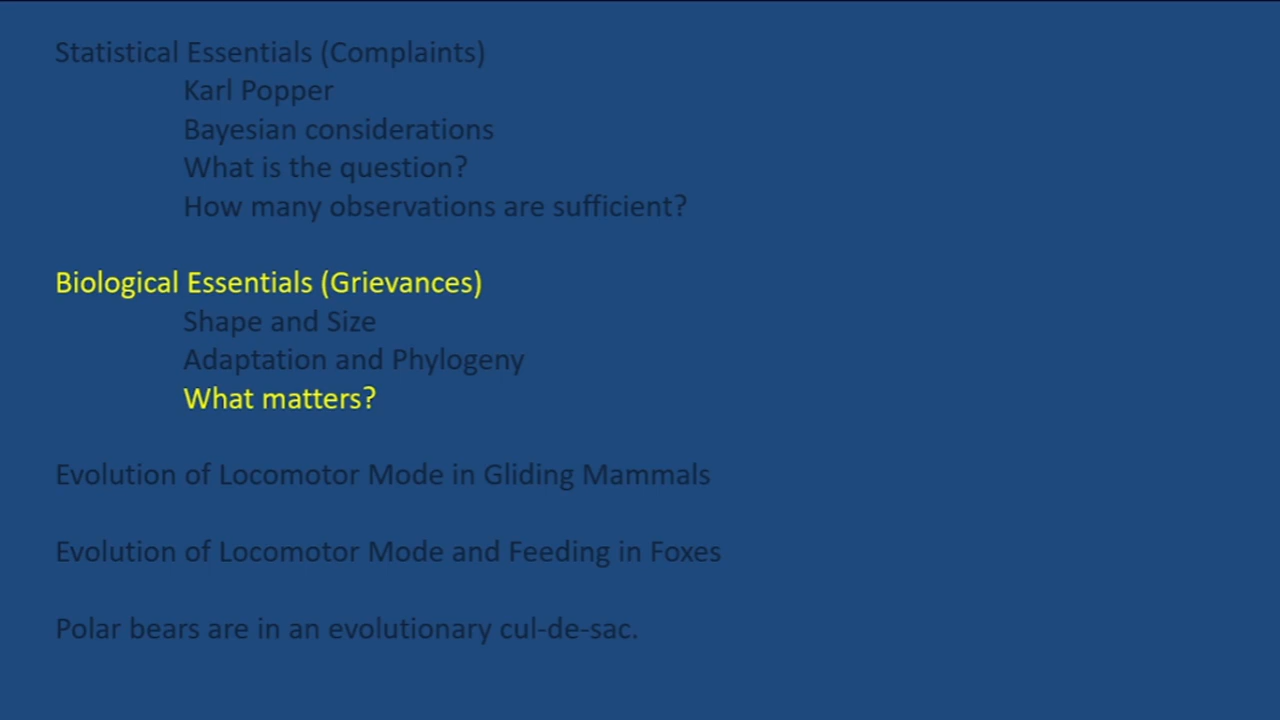 Statistical Essentials (Complaints)
Karl Popper
Bayesian considerations
What is the question?
How many observations are sufficient?
Biological Essentials (Grievances)
Shape and Size
Adaptation and Phylogeny
What matters?
Evolution of Locomotor Mode in Gliding Mammals
Evolution of Locomotor Mode and Feeding in Foxes
Polar bears are in an evolutionary cul-de-sac.